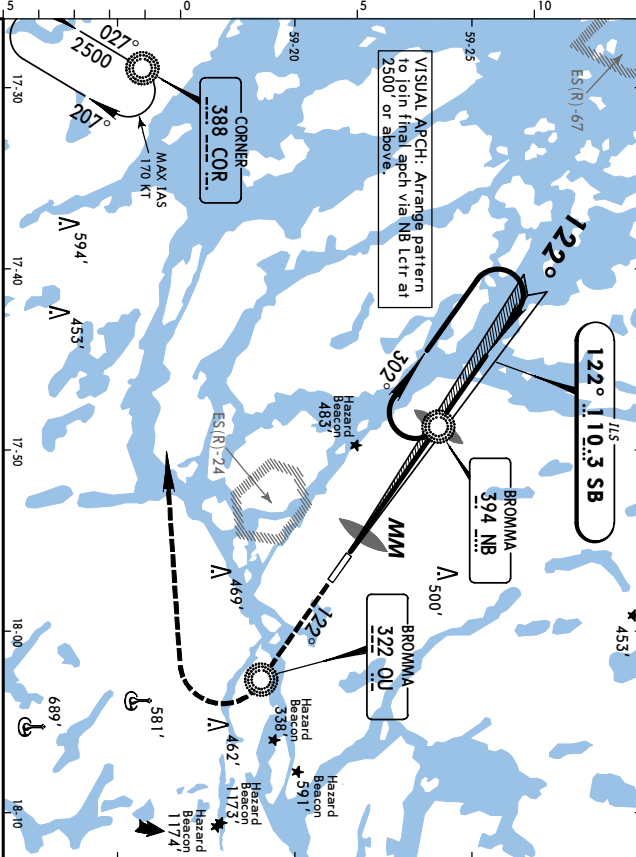 5
0
5
10
59-20
59-25
17-30
17-40
17-50
18-00
18-10
027°
2500
207°
MAX IAS
170 KT
CORNER
388 COR
VISUAL APCH: Arrange pattern
to join final apch via NB Lctr at
2500' or above.
ES(R)-67
122°
ILS
122° 110.3 SB
302°
BROMMA
394 NB
MM
Hazard
Beacon
483'
ES(R)-24
594'
453'
500'
453'
469'
122°
BROMMA
322 OU
462'
Hazard
Beacon
338'
Hazard
Beacon
591'
Hazard
Beacon
1173'
Hazard
Beacon
1174'
581'
689'